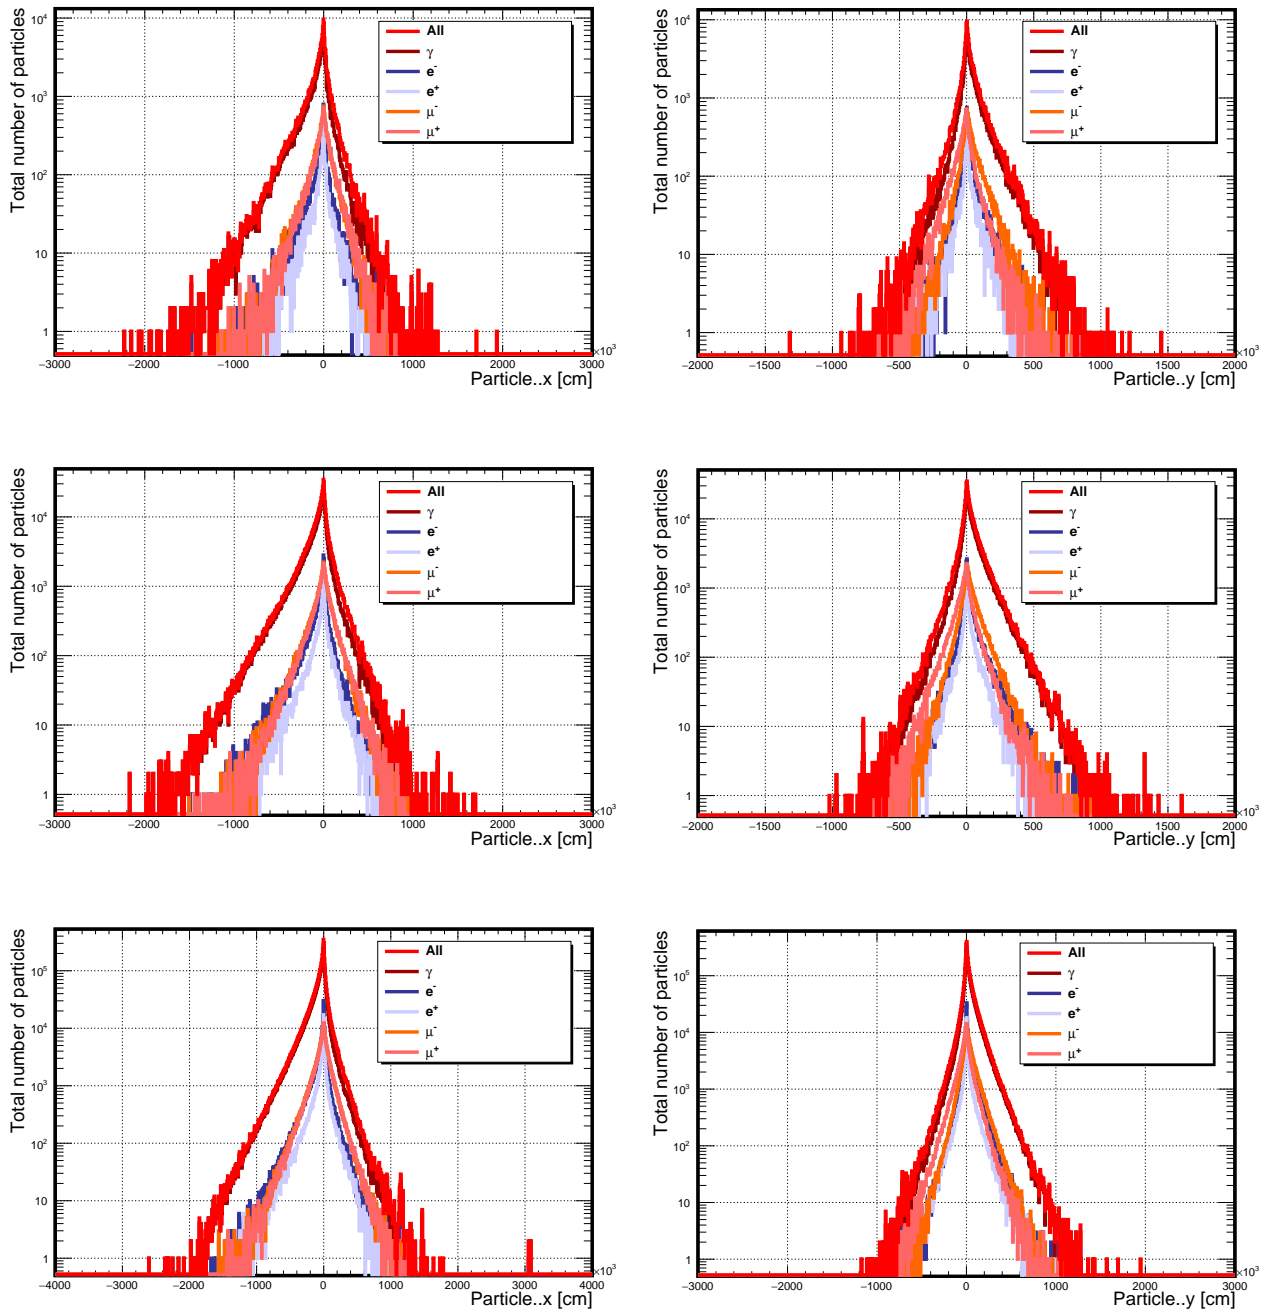 Total number of particles
10⁴
10³
10²
10
1
All
γ
e⁻
e⁺
μ⁻
μ⁺
−3000 −2000 −1000 0 1000 2000 3000
×10³
Particle..x [cm]
Total number of particles
10⁴
10³
10²
10
1
All
γ
e⁻
e⁺
μ⁻
μ⁺
−2000 −1500 −1000 −500 0 500 1000 1500 2000
×10³
Particle..y [cm]
Total number of particles
10⁴
10³
10²
10
1
All
γ
e⁻
e⁺
μ⁻
μ⁺
−3000 −2000 −1000 0 1000 2000 3000
×10³
Particle..x [cm]
Total number of particles
10⁴
10³
10²
10
1
All
γ
e⁻
e⁺
μ⁻
μ⁺
−2000 −1500 −1000 −500 0 500 1000 1500 2000
×10³
Particle..y [cm]
Total number of particles
10⁵
10⁴
10³
10²
10
1
All
γ
e⁻
e⁺
μ⁻
μ⁺
−4000 −3000 −2000 −1000 0 1000 2000 3000 4000
×10³
Particle..x [cm]
Total number of particles
10⁵
10⁴
10³
10²
10
1
All
γ
e⁻
e⁺
μ⁻
μ⁺
−3000 −2000 −1000 0 1000 2000 3000
×10³
Particle..y [cm]